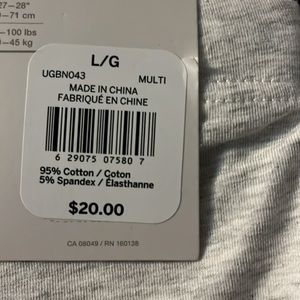 27-28"
-71 cm
-100 lbs
-45 kg
L/G
UGBN043 MULTI
MADE IN CHINA
FABRIQUÉ EN CHINE
6 29075 07580 7
95% Cotton / Coton
5% Spandex / Élasthanne
$20.00
CA 08049 / RN 160138